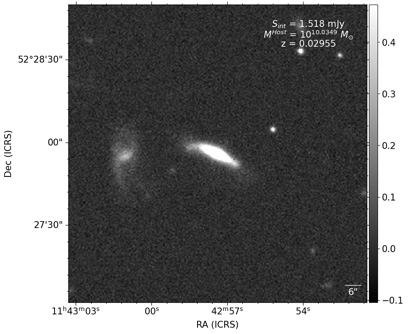 S_int = 1.518 mJy
M^Host = 10^10.0349 M_⊙
z = 0.02955
52°28'30"
00"
27'30"
Dec (ICRS)
0.4
0.3
0.2
0.1
0.0
−0.1
6"
11ʰ43ᵐ03ˢ
00ˢ
42ᵐ57ˢ
54ˢ
RA (ICRS)